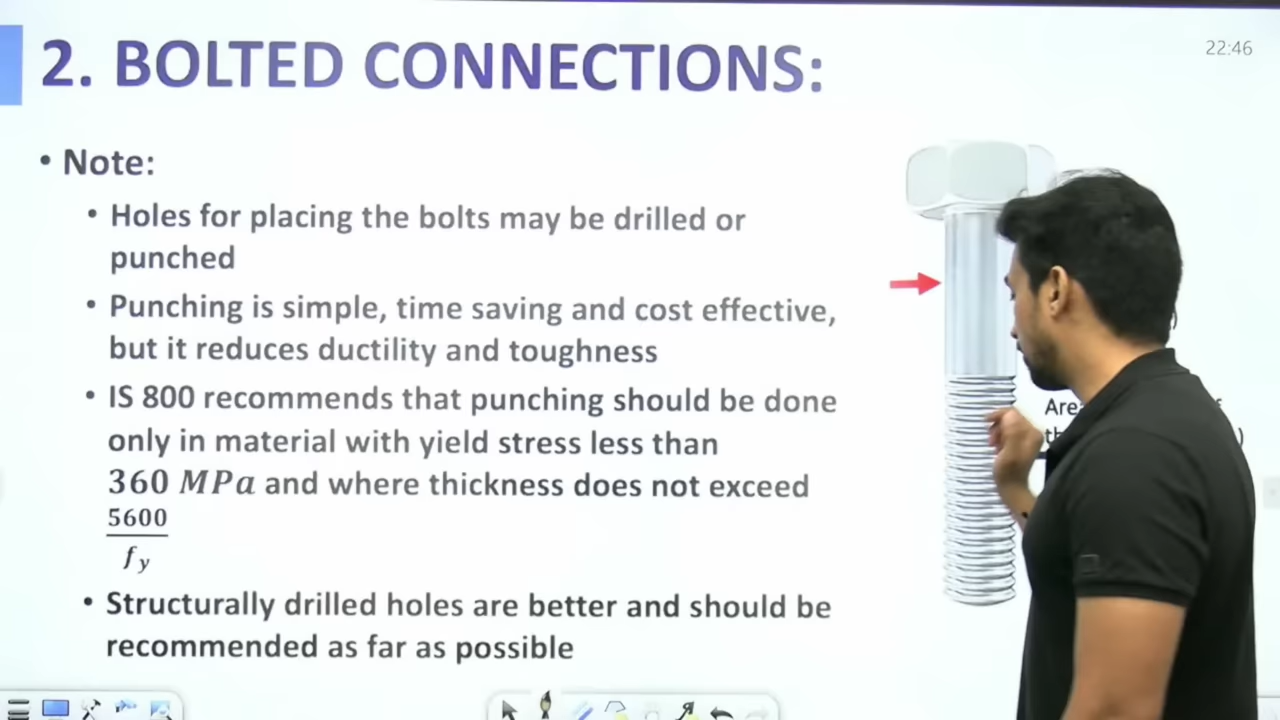 2. BOLTED CONNECTIONS:
22:46
• Note:
• Holes for placing the bolts may be drilled or
punched
• Punching is simple, time saving and cost effective,
but it reduces ductility and toughness
• IS 800 recommends that punching should be done
only in material with yield stress less than
360 MPa and where thickness does not exceed
5600
f y
• Structurally drilled holes are better and should be
recommended as far as possible